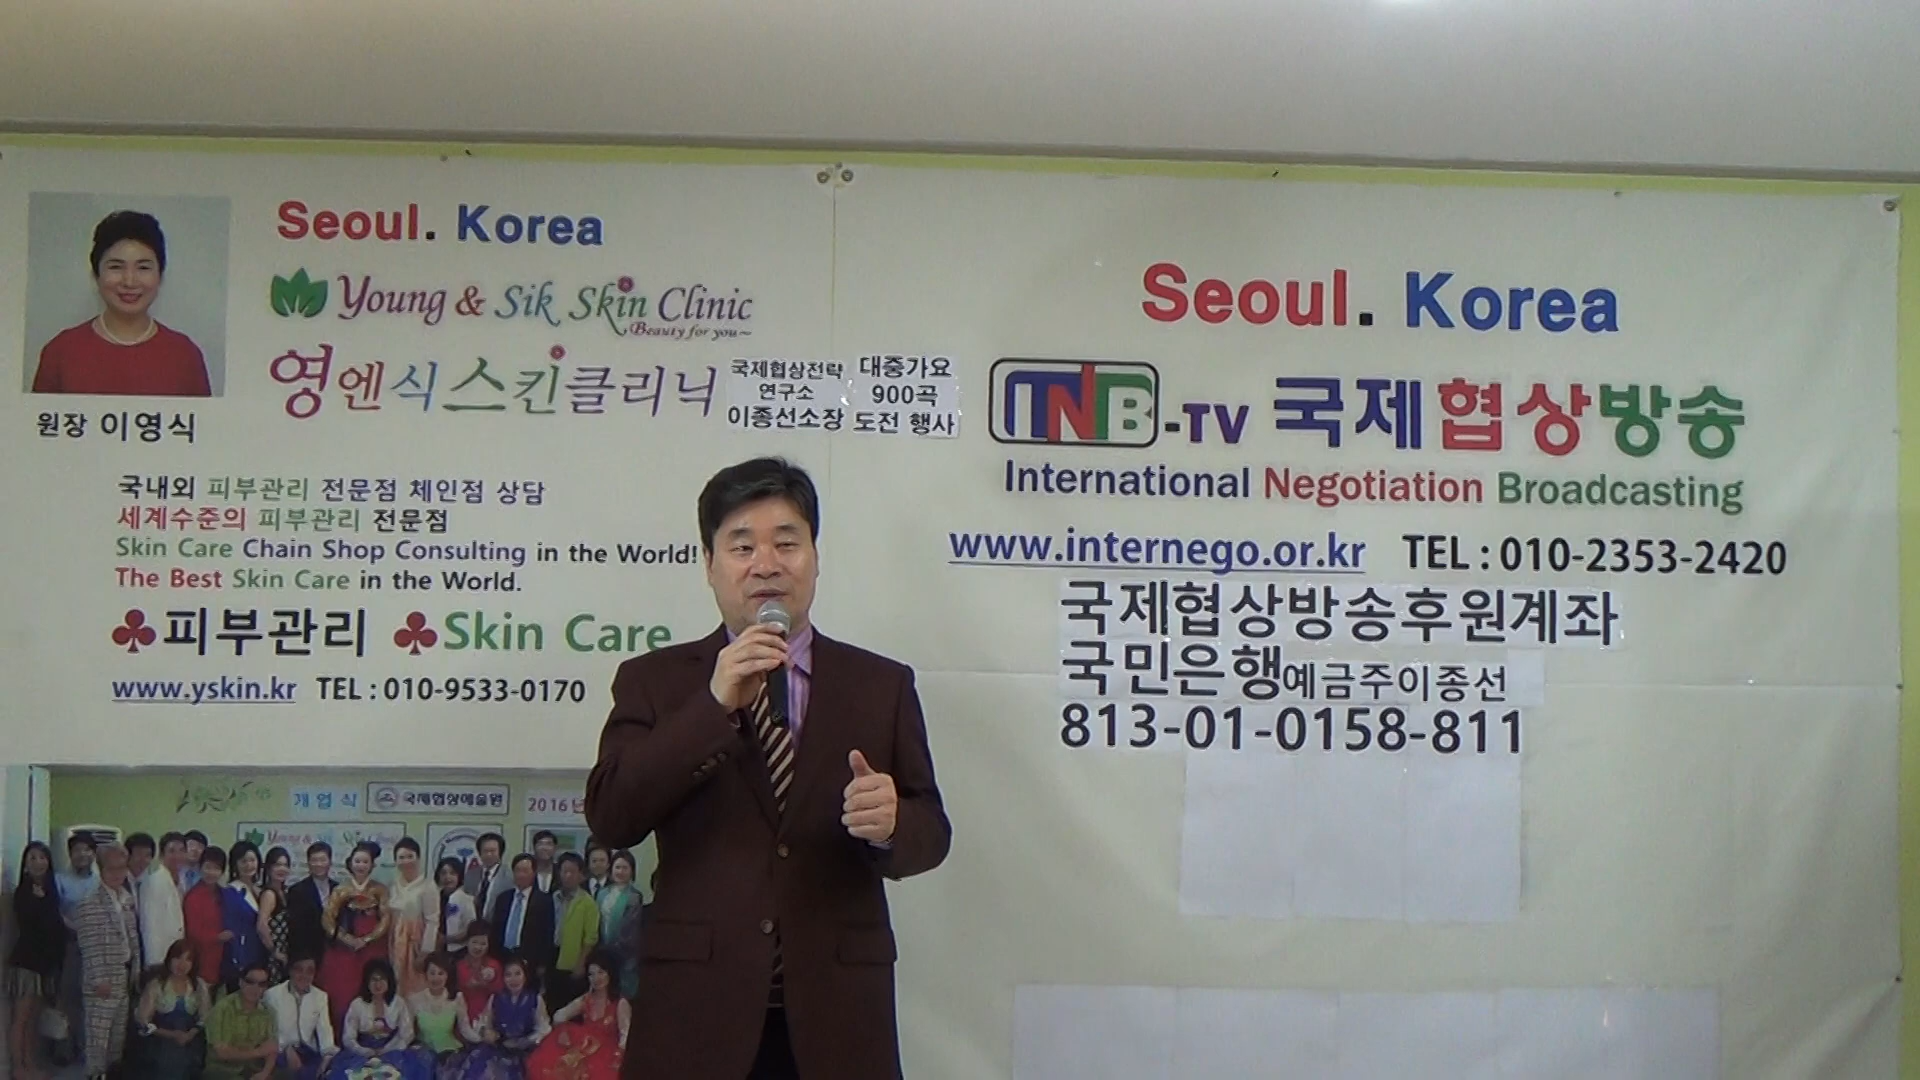 Seoul. Korea
Young & Sik Skin Clinic
Beauty for you~
영엔식스킨클리닉
국제협상전략
연구소
이종선소장
대중가요
900곡
도전 행사
원장 이영식
국내외 피부관리 전문점 체인점 상담
세계수준의 피부관리 전문점
Skin Care Chain Shop Consulting in the World!
The Best Skin Care in the World.
♣피부관리 ♣Skin Care
www.yskin.kr TEL : 010-9533-0170
개업식
국제협상예술원
2016년
Young & Sik Skin Clinic
Seoul. Korea
INB-TV 국제협상방송
International Negotiation Broadcasting
www.internego.or.kr TEL : 010-2353-2420
국제협상방송후원계좌
국민은행예금주이종선
813-01-0158-811